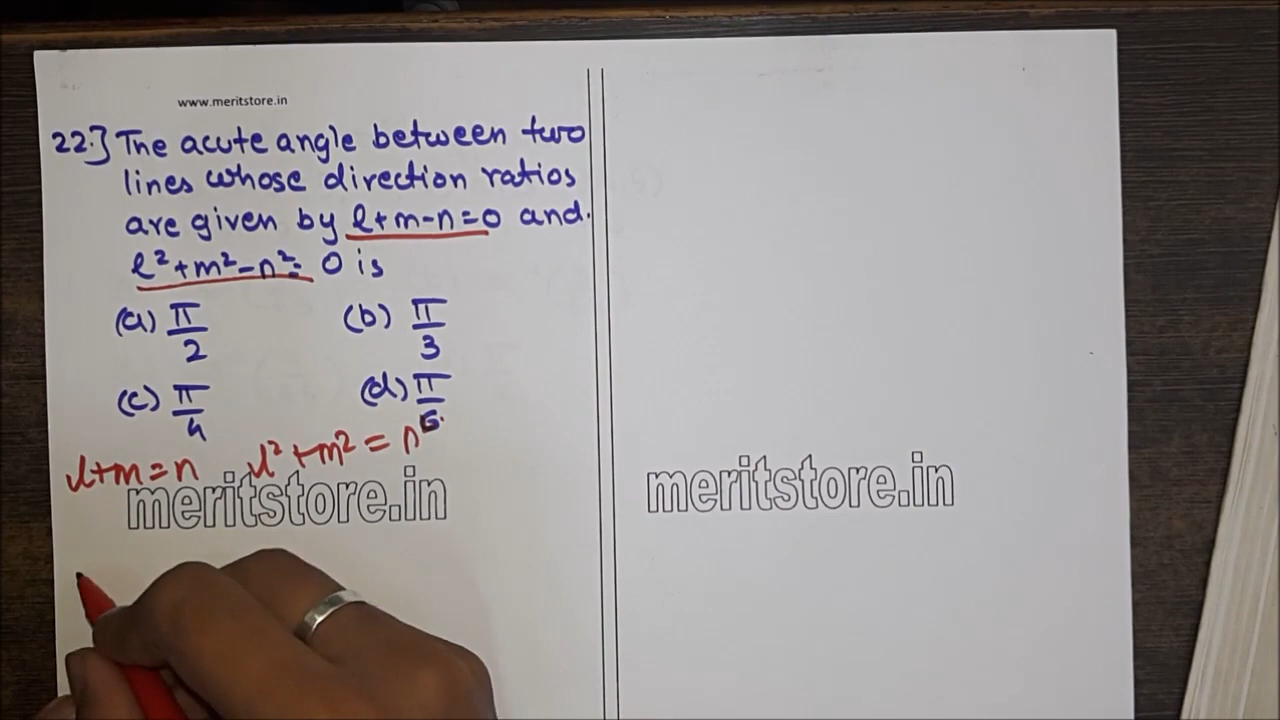 www.meritstore.in
22.] The acute angle between two
lines whose direction ratios
are given by l+m-n=0 and.
l²+m²-n²= 0 is
(a) π/2 (b) π/3
(c) π/4 (d) π/6.
l+m=n l²+m²=n²
meritstore.in
meritstore.in